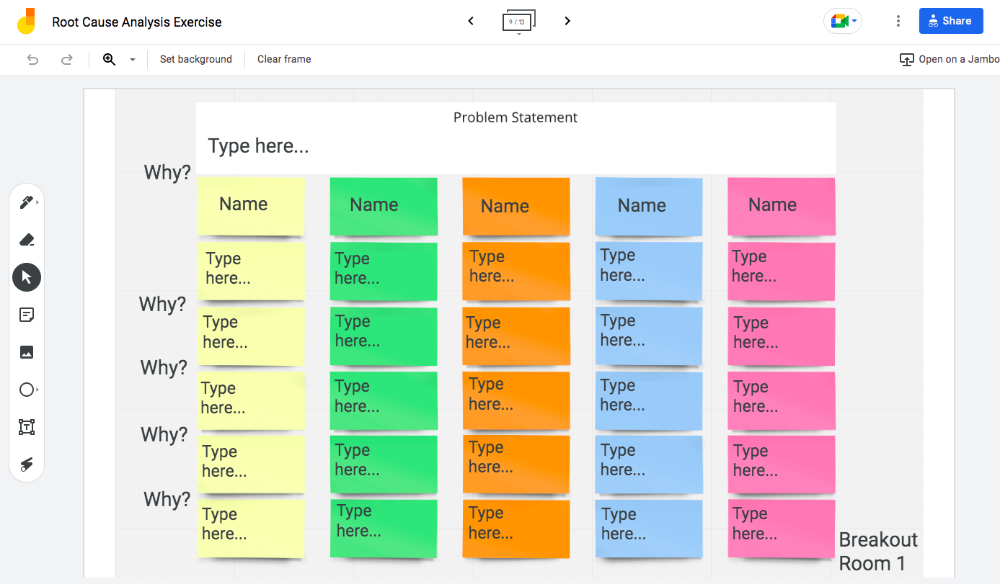 Root Cause Analysis Exercise
9 / 13
Share
Set background
Clear frame
Open on a Jambo
Problem Statement
Type here...
Why?
Name
Name
Name
Name
Name
Type
here...
Type
here...
Type
here...
Type
here...
Type
here...
Why?
Type
here...
Type
here...
Type
here...
Type
here...
Type
here...
Why?
Type
here...
Type
here...
Type
here...
Type
here...
Type
here...
Why?
Type
here...
Type
here...
Type
here...
Type
here...
Type
here...
Why?
Type
here...
Type
here...
Type
here...
Type
here...
Type
here...
Breakout
Room 1